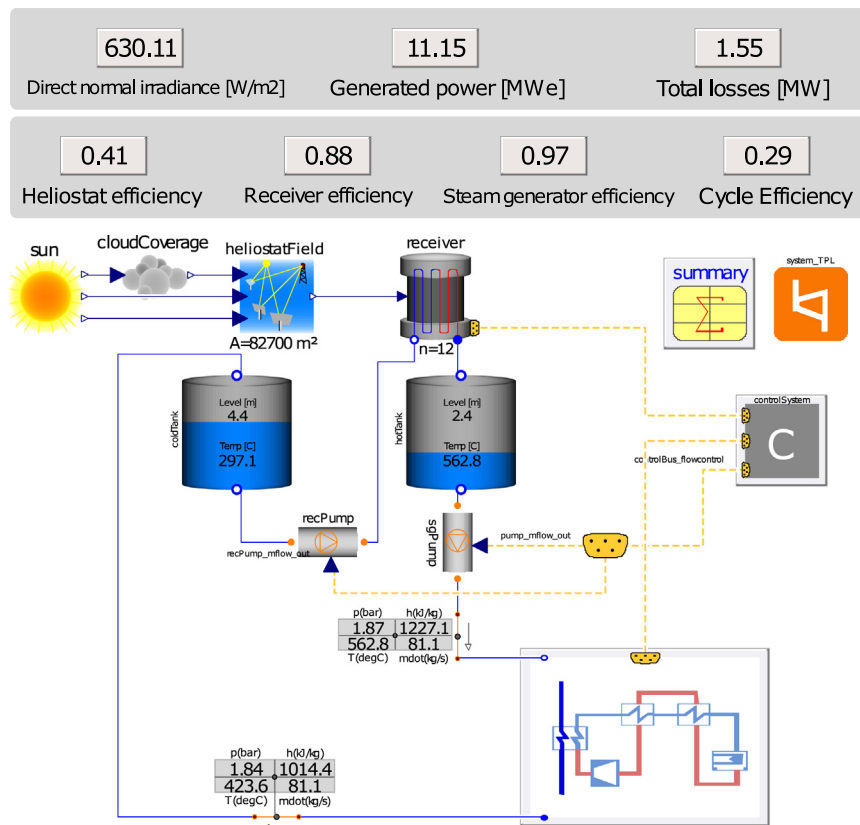 630.11 11.15 1.55
Direct normal irradiance [W/m2] Generated power [MWe] Total losses [MW]
0.41 0.88 0.97 0.29
Heliostat efficiency Receiver efficiency Steam generator efficiency Cycle Efficiency
sun
cloudCoverage
heliostatField
receiver
A=82700 m²
n=12
summary
system_TPL
coldTank
Level [m]
4.4
Temp [C]
297.1
hotTank
Level [m]
2.4
Temp [C]
562.8
controlSystem
C
controlBus_flowcontrol
recPump
recPump_mflow_out
sgPump
pump_mflow_out
p(bar) h(kJ/kg)
1.87 1227.1
562.8 81.1
T(degC) mdot(kg/s)
p(bar) h(kJ/kg)
1.84 1014.4
423.6 81.1
T(degC) mdot(kg/s)